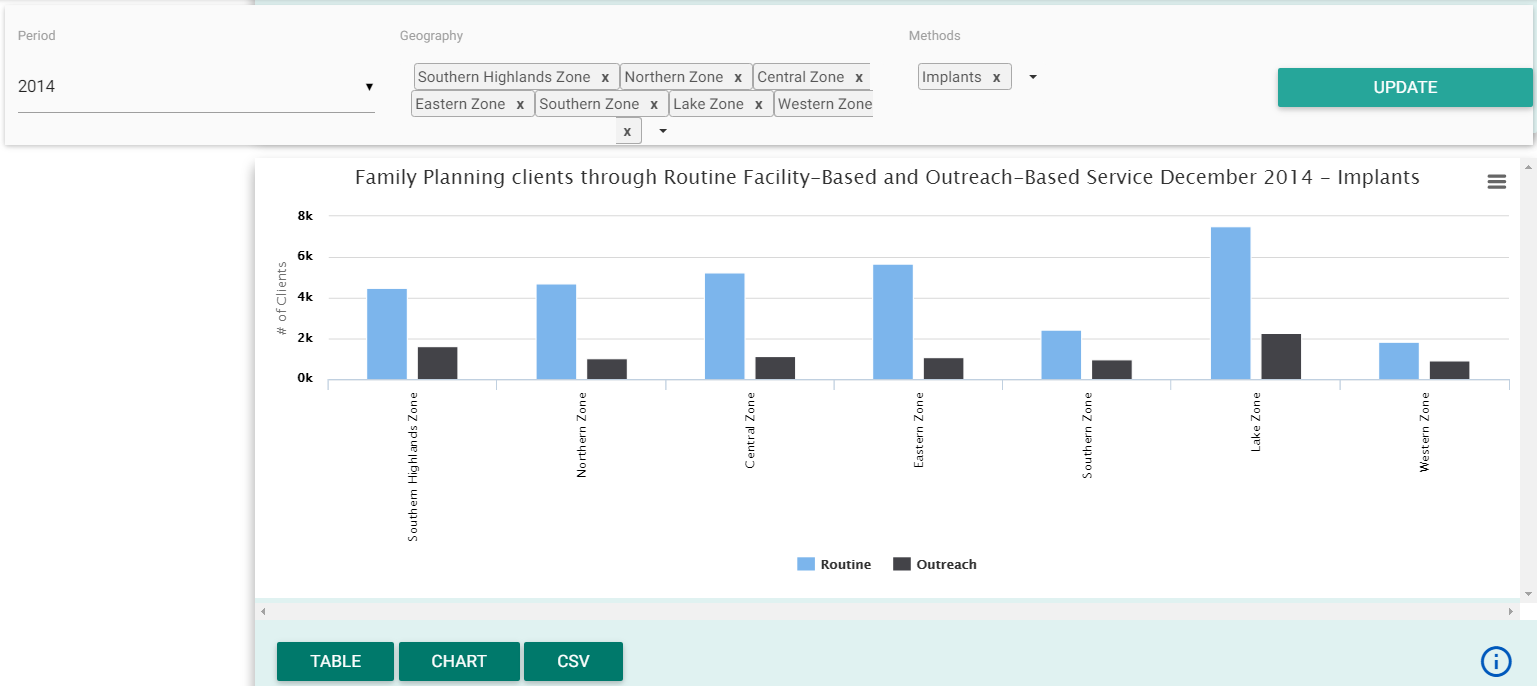 Period
Geography
Methods
2014
Southern Highlands Zone x Northern Zone x Central Zone x
Eastern Zone x Southern Zone x Lake Zone x Western Zone
x
Implants x
UPDATE
Family Planning clients through Routine Facility-Based and Outreach-Based Service December 2014 - Implants
# of Clients
8k
6k
4k
2k
0k
Southern Highlands Zone
Northern Zone
Central Zone
Eastern Zone
Southern Zone
Lake Zone
Western Zone
Routine
Outreach
TABLE
CHART
CSV